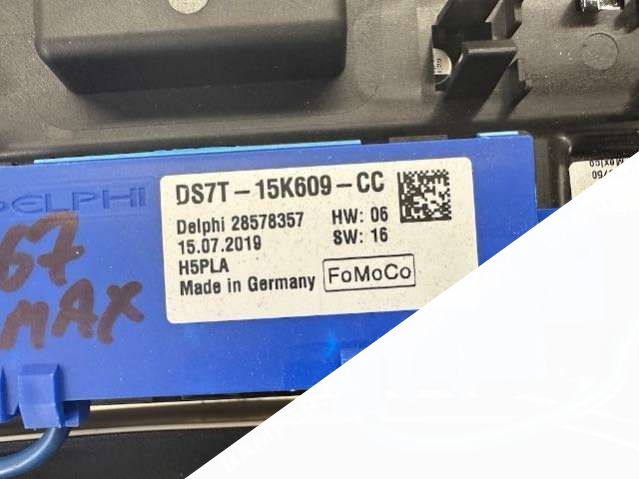 DELPHI
DS7T-15K609-CC
Delphi 28578357 HW: 06
15.07.2019 SW: 16
H5PLA
Made in Germany FoMoCo
67
MAX